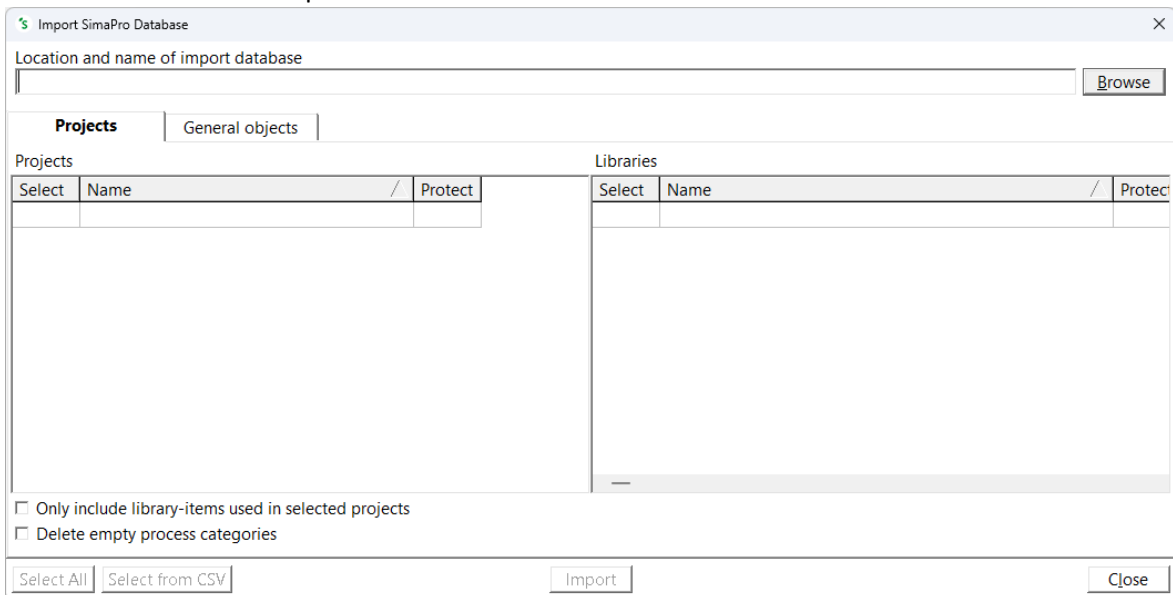 Import SimaPro Database
Location and name of import database
Browse
Projects General objects
Projects Libraries
Select Name Protect Select Name Protect
Only include library-items used in selected projects
Delete empty process categories
Select All Select from CSV Import Close